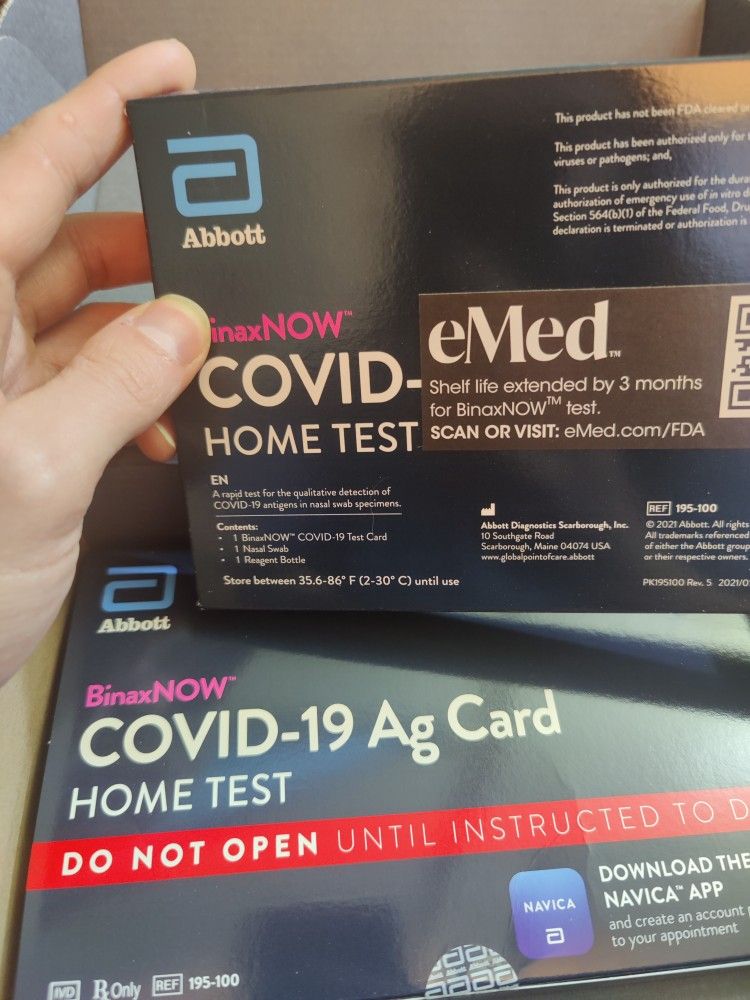 Abbott
This product has not been FDA cleared
This product has been authorized only for
viruses or pathogens; and,
This product is only authorized for the
authorization of emergency use of in vitro
Section 564(b)(1) of the Federal Food,
declaration is terminated or authorization is
inaxNOW™
COVID-
HOME TEST
eMed™
Shelf life extended by 3 months
for BinaxNOW™ test.
SCAN OR VISIT: eMed.com/FDA
EN
A rapid test for the qualitative detection of
COVID-19 antigens in nasal swab specimens.
Contents:
• 1 BinaxNOW™ COVID-19 Test Card
• 1 Nasal Swab
• 1 Reagent Bottle
Store between 35.6-86° F (2-30° C) until use
Abbott Diagnostics Scarborough, Inc.
10 Southgate Road
Scarborough, Maine 04074 USA
www.globalpointofcare.abbott
REF 195-100
© 2021 Abbott. All rights
All trademarks referenced
of either the Abbott group
or their respective owners.
PK195100 Rev. 5 2021/0
Abbott
BinaxNOW™
COVID-19 Ag Card
HOME TEST
DO NOT OPEN UNTIL INSTRUCTED TO D
NAVICA
DOWNLOAD THE
NAVICA™ APP
and create an account
to your appointment
IVD Rx Only REF 195-100